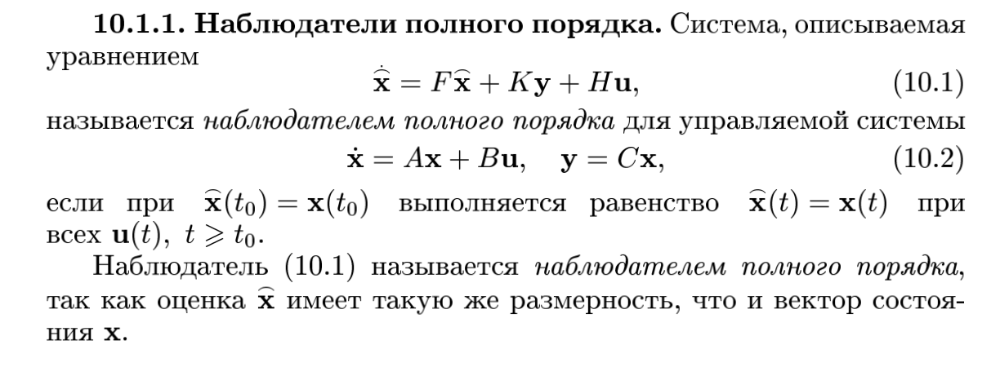 10.1.1. Наблюдатели полного порядка. Система, описываемая
уравнением
$\dot{\widehat{\mathbf{x}}} = F\widehat{\mathbf{x}} + K\mathbf{y} + H\mathbf{u},$ (10.1)
называется наблюдателем полного порядка для управляемой системы
$\dot{\mathbf{x}} = A\mathbf{x} + B\mathbf{u}, \quad \mathbf{y} = C\mathbf{x},$ (10.2)
если при $\widehat{\mathbf{x}}(t_0) = \mathbf{x}(t_0)$ выполняется равенство $\widehat{\mathbf{x}}(t) = \mathbf{x}(t)$ при
всех $\mathbf{u}(t),\ t \geqslant t_0.$
Наблюдатель (10.1) называется наблюдателем полного порядка,
так как оценка $\widehat{\mathbf{x}}$ имеет такую же размерность, что и вектор состоя-
ния $\mathbf{x}$.